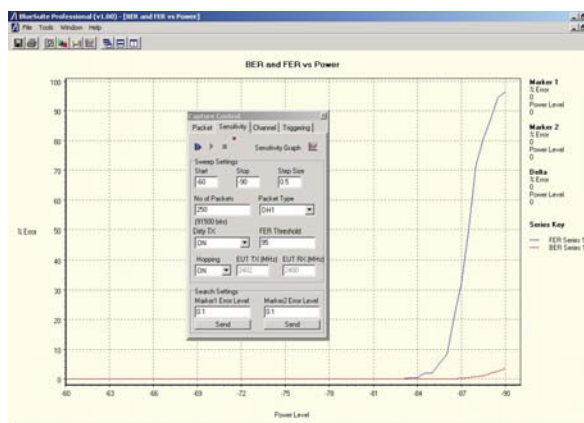 BlueSuite Professional (v1.00) - [BER and FER vs Power]
File Tools Window Help
BER and FER vs Power
Capture Control
Packet Sensitivity Channel Triggering
Sensitivity Graph
Sweep Settings
Start Stop Step Size
-60 -90 0.5
No of Packets Packet Type
250 DH1
(91500 bits)
Dirty TX FER Threshold
ON 95
Hopping EUT TX (MHz) EUT RX (MHz)
ON 2402 2480
Search Settings
Marker1 Error Level Marker2 Error Level
0.1 0.1
Send Send
Marker 1
% Error
0
Power Level
0
Marker 2
% Error
0
Power Level
0
Delta
% Error
0
Power Level
0
Series Key
FER Series 1
BER Series 1
% Error
100
90
80
70
60
50
40
30
20
10
0
-60 -63 -66 -69 -72 -75 -78 -81 -84 -87 -90
Power Level